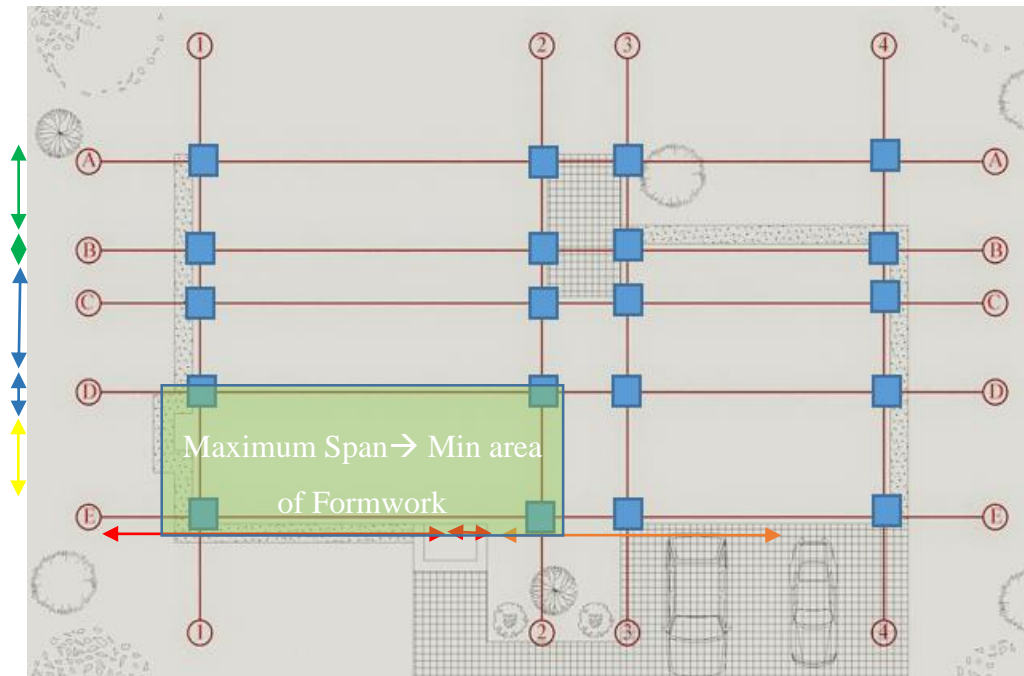 1 2 3 4
A A
B B
C C
D D
Maximum Span→ Min area
of Formwork
E E
1 2 3 4